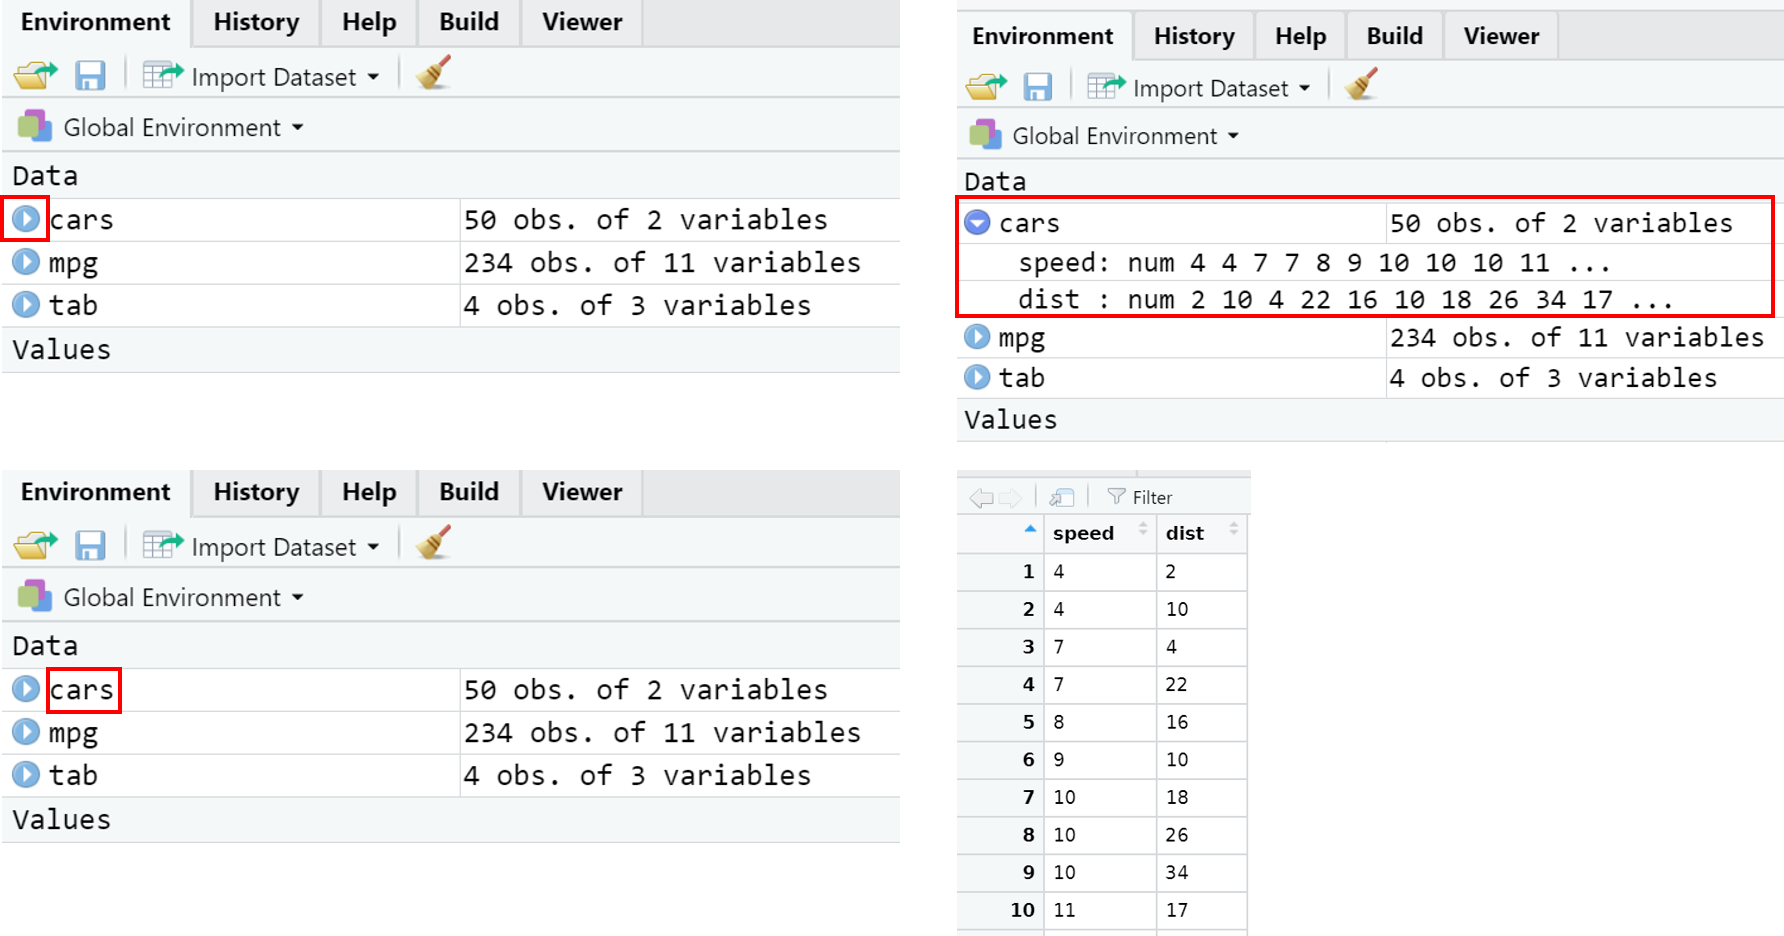 Environment History Help Build Viewer
Import Dataset
Global Environment
Data
cars 50 obs. of 2 variables
mpg 234 obs. of 11 variables
tab 4 obs. of 3 variables
Values
Environment History Help Build Viewer
Import Dataset
Global Environment
Data
cars 50 obs. of 2 variables
speed: num 4 4 7 7 8 9 10 10 10 11 ...
dist : num 2 10 4 22 16 10 18 26 34 17 ...
mpg 234 obs. of 11 variables
tab 4 obs. of 3 variables
Values
Environment History Help Build Viewer
Import Dataset
Global Environment
Data
cars 50 obs. of 2 variables
mpg 234 obs. of 11 variables
tab 4 obs. of 3 variables
Values
Filter
speed dist
1 4 2
2 4 10
3 7 4
4 7 22
5 8 16
6 9 10
7 10 18
8 10 26
9 10 34
10 11 17